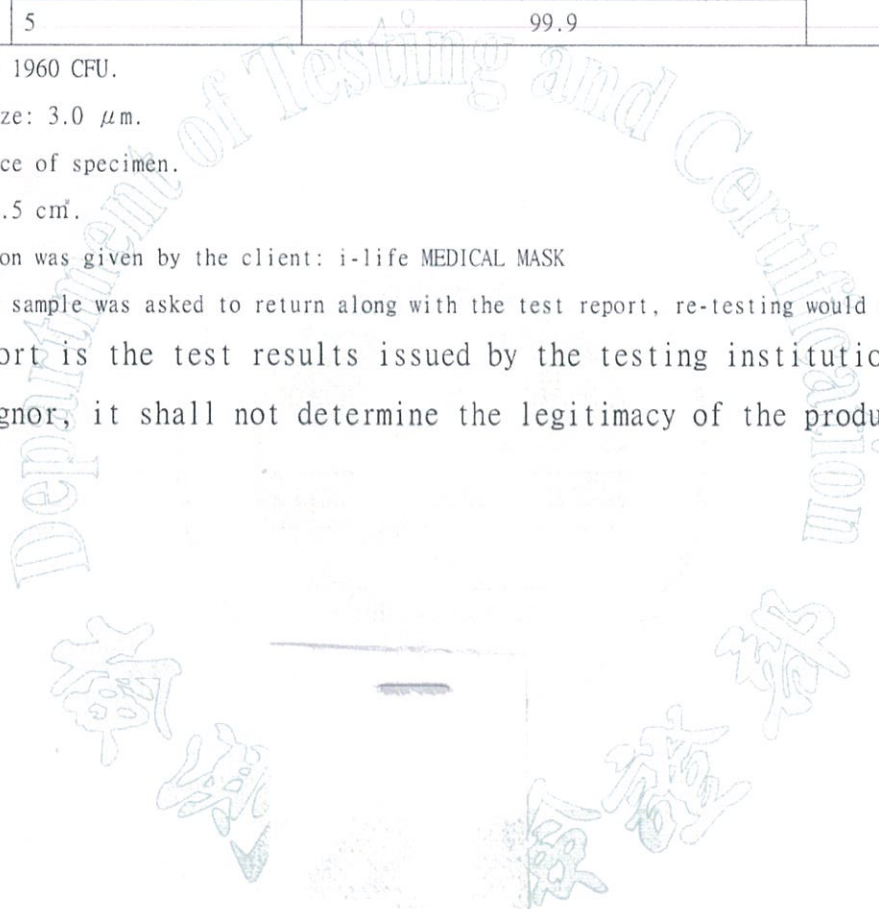 5 99.9
1960 CFU.
ze: 3.0 μm.
ce of specimen.
.5 cm².
on was given by the client: i-life MEDICAL MASK
sample was asked to return along with the test report, re-testing would
ort is the test results issued by the testing institutio
gnor, it shall not determine the legitimacy of the produ
Department of Testing and Certification